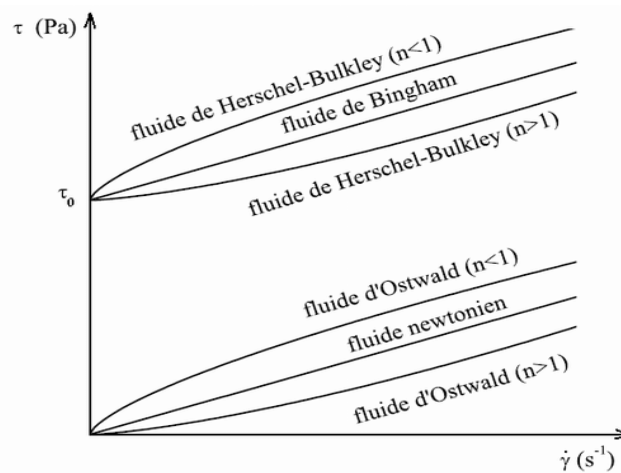 τ (Pa)
fluide de Herschel-Bulkley (n<1)
fluide de Bingham
fluide de Herschel-Bulkley (n>1)
τ₀
fluide d'Ostwald (n<1)
fluide newtonien
fluide d'Ostwald (n>1)
γ̇ (s⁻¹)